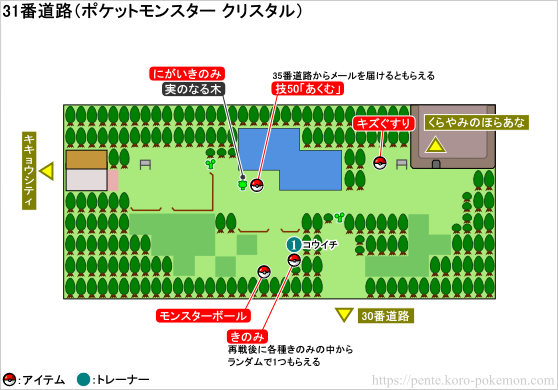 31番道路（ポケットモンスター クリスタル）
にがいきのみ
実のなる木
35番道路からメールを届けるともらえる
技50「あくむ」
キズぐすり
くらやみのほらあな
キキョウシティ
1 コウイチ
モンスターボール
きのみ
再戦後に各種きのみの中から
ランダムで1つもらえる
30番道路
：アイテム ：トレーナー
https://pente.koro-pokemon.com/